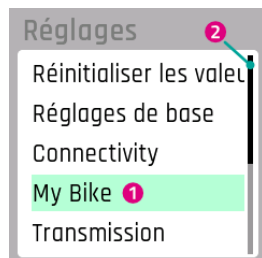 Réglages
2
Réinitialiser les valeu
Réglages de base
Connectivity
My Bike 1
Transmission